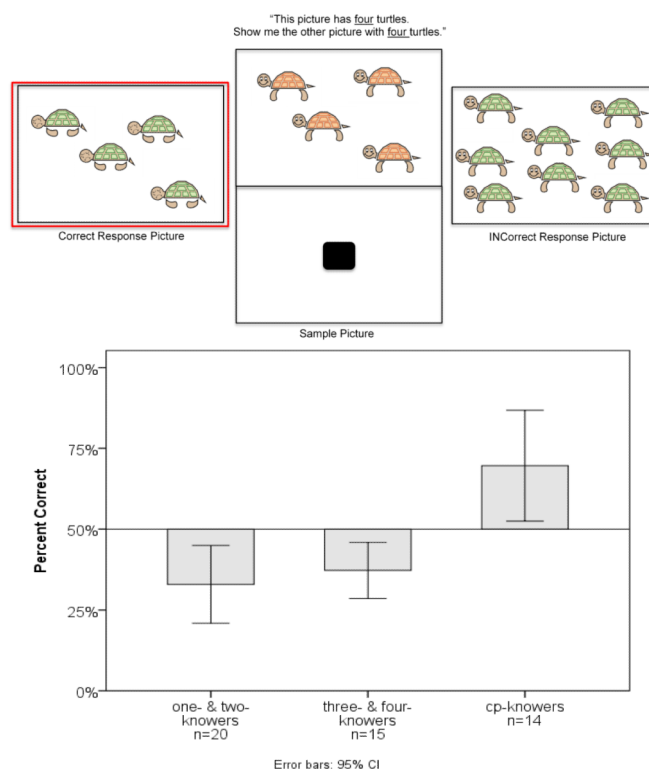 "This picture has four turtles.
Show me the other picture with four turtles."
Correct Response Picture
INCorrect Response Picture
Sample Picture
100%
75%
50%
25%
0%
Percent Correct
one- & two-
knowers
n=20
three- & four-
knowers
n=15
cp-knowers
n=14
Error bars: 95% CI